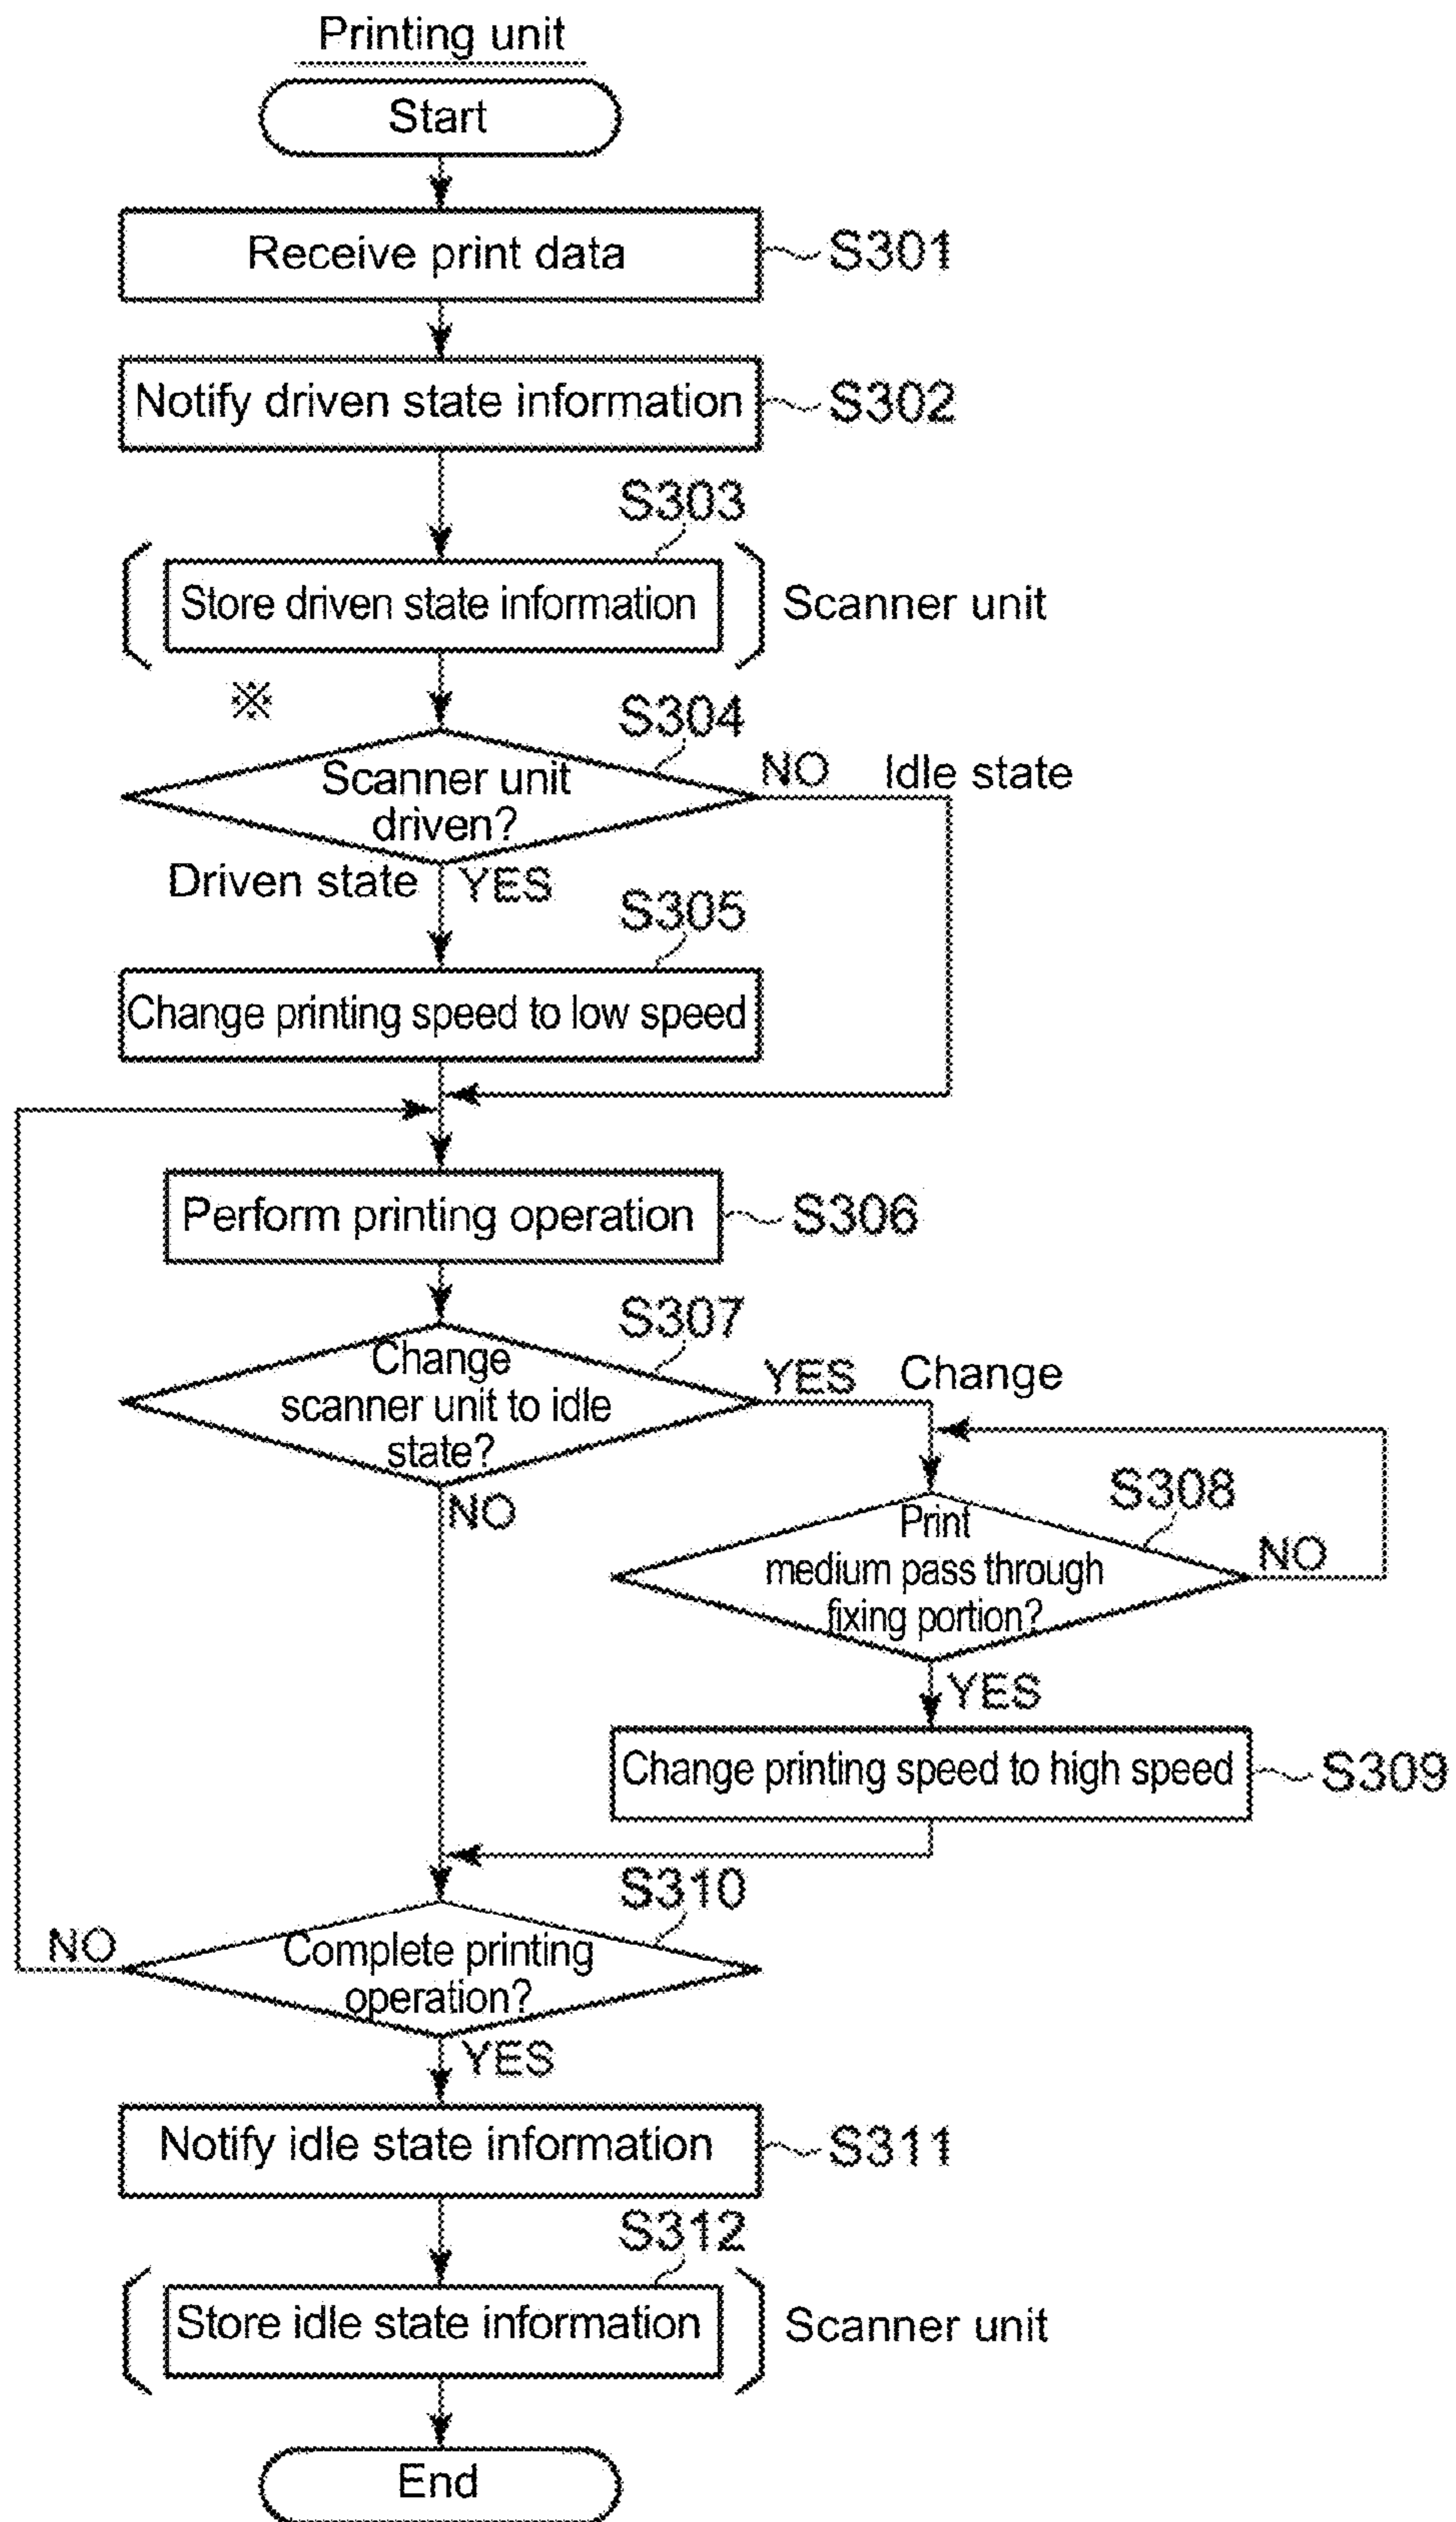 Printing unit
Start
Receive print data
S301
Notify driven state information
S302
S303
Store driven state information
Scanner unit
※
S304
Scanner unit
driven?
NO
Idle state
Driven state
YES
S305
Change printing speed to low speed
Perform printing operation
S306
S307
Change
scanner unit to idle
state?
YES
Change
NO
S308
Print
medium pass through
fixing portion?
NO
YES
Change printing speed to high speed
S309
S310
Complete printing
operation?
NO
YES
Notify idle state information
S311
S312
Store idle state information
Scanner unit
End